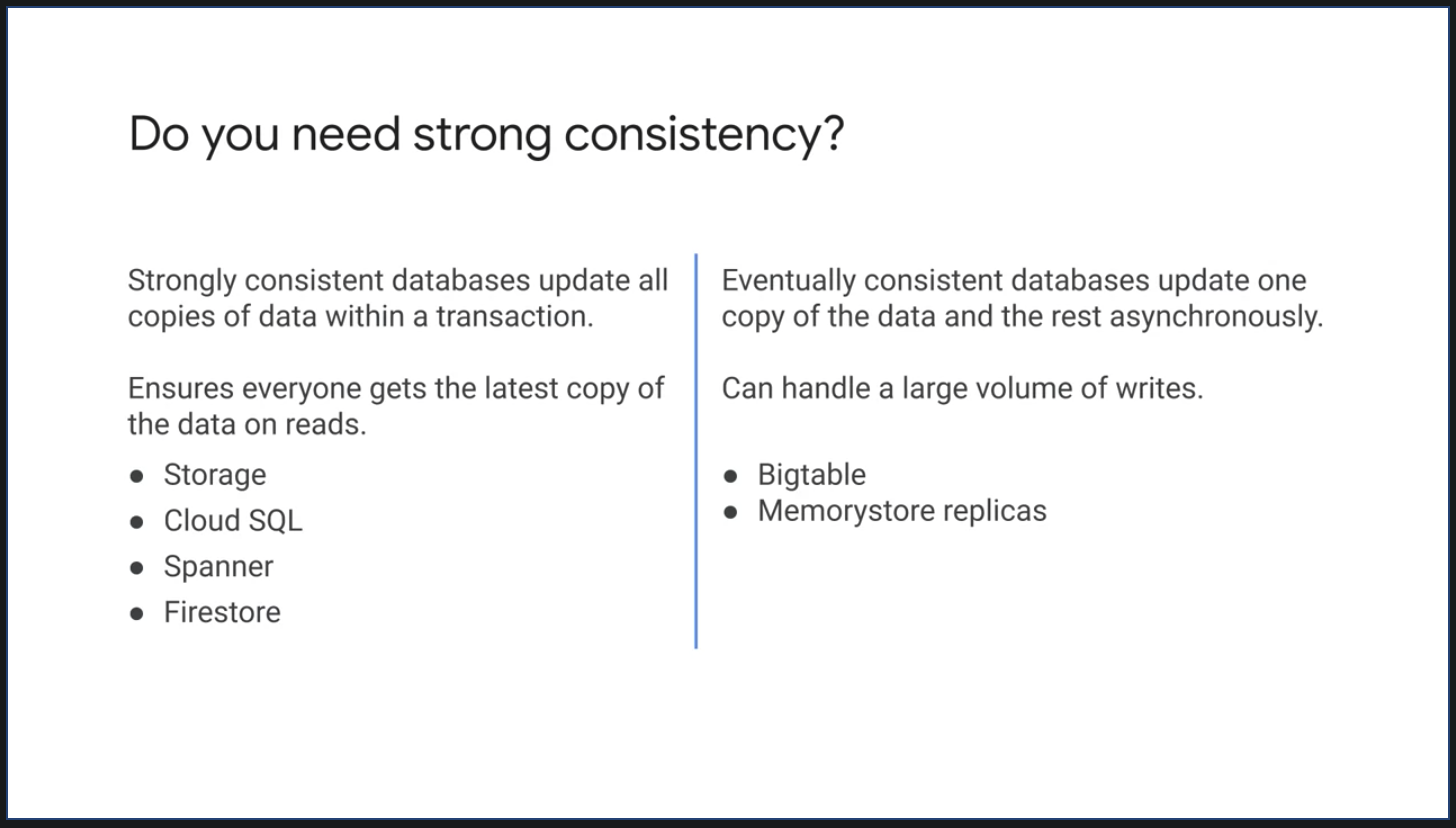 Do you need strong consistency?
Strongly consistent databases update all
copies of data within a transaction.
Ensures everyone gets the latest copy of
the data on reads.
● Storage
● Cloud SQL
● Spanner
● Firestore
Eventually consistent databases update one
copy of the data and the rest asynchronously.
Can handle a large volume of writes.
● Bigtable
● Memorystore replicas